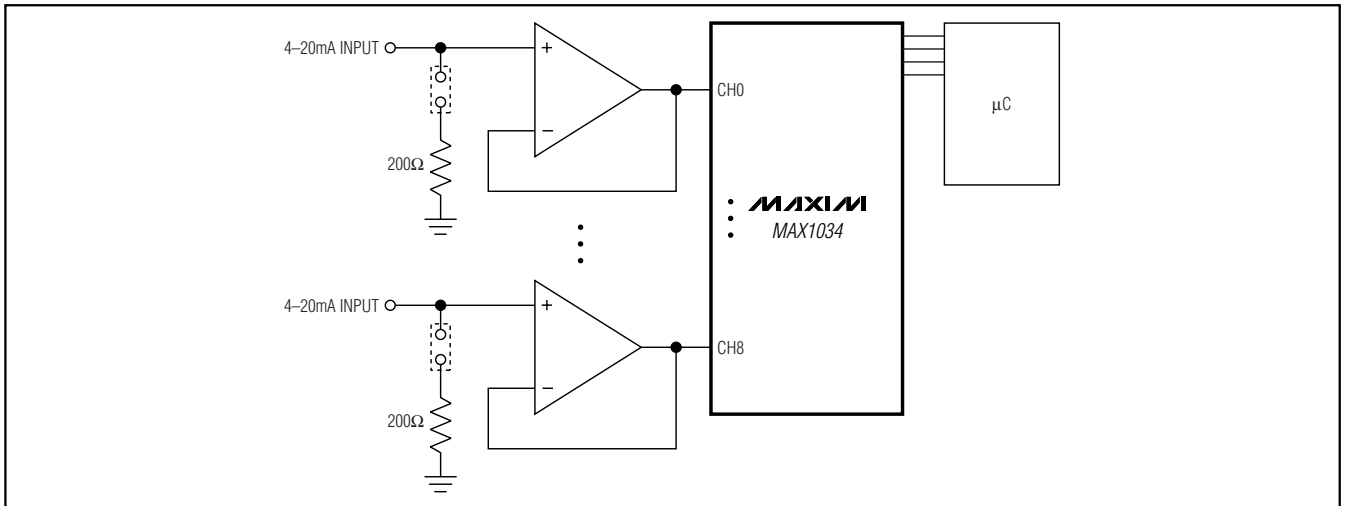 4–20mA INPUT
+
−
200Ω
CH0
μC
MAXIM
MAX1034
4–20mA INPUT
+
−
200Ω
CH8